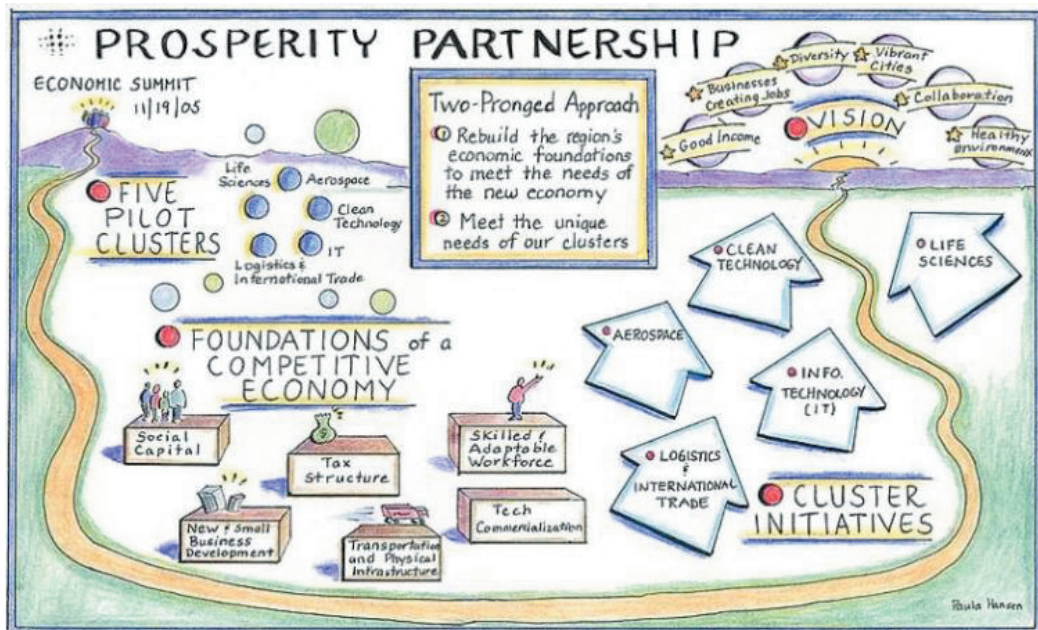 PROSPERITY PARTNERSHIP
ECONOMIC SUMMIT
11/19/05
FIVE
PILOT
CLUSTERS
Life
Sciences
Aerospace
Clean
Technology
IT
Logistics &
International Trade
Two-Pronged Approach
1 Rebuild the region's
economic foundations
to meet the needs of
the new economy
2 Meet the unique
needs of our clusters
Good Income
Businesses
Creating Jobs
Diversity
Vibrant
Cities
Collaboration
Healthy
environment
VISION
FOUNDATIONS of a
COMPETITIVE
ECONOMY
Social
Capital
Tax
Structure
Skilled &
Adaptable
Workforce
New & Small
Business
Development
Transportation
and Physical
Infrastructure
Tech
Commercialization
CLEAN
TECHNOLOGY
LIFE
SCIENCES
AEROSPACE
INFO.
TECHNOLOGY
(IT)
LOGISTICS
&
INTERNATIONAL
TRADE
CLUSTER
INITIATIVES
Paula Hansen